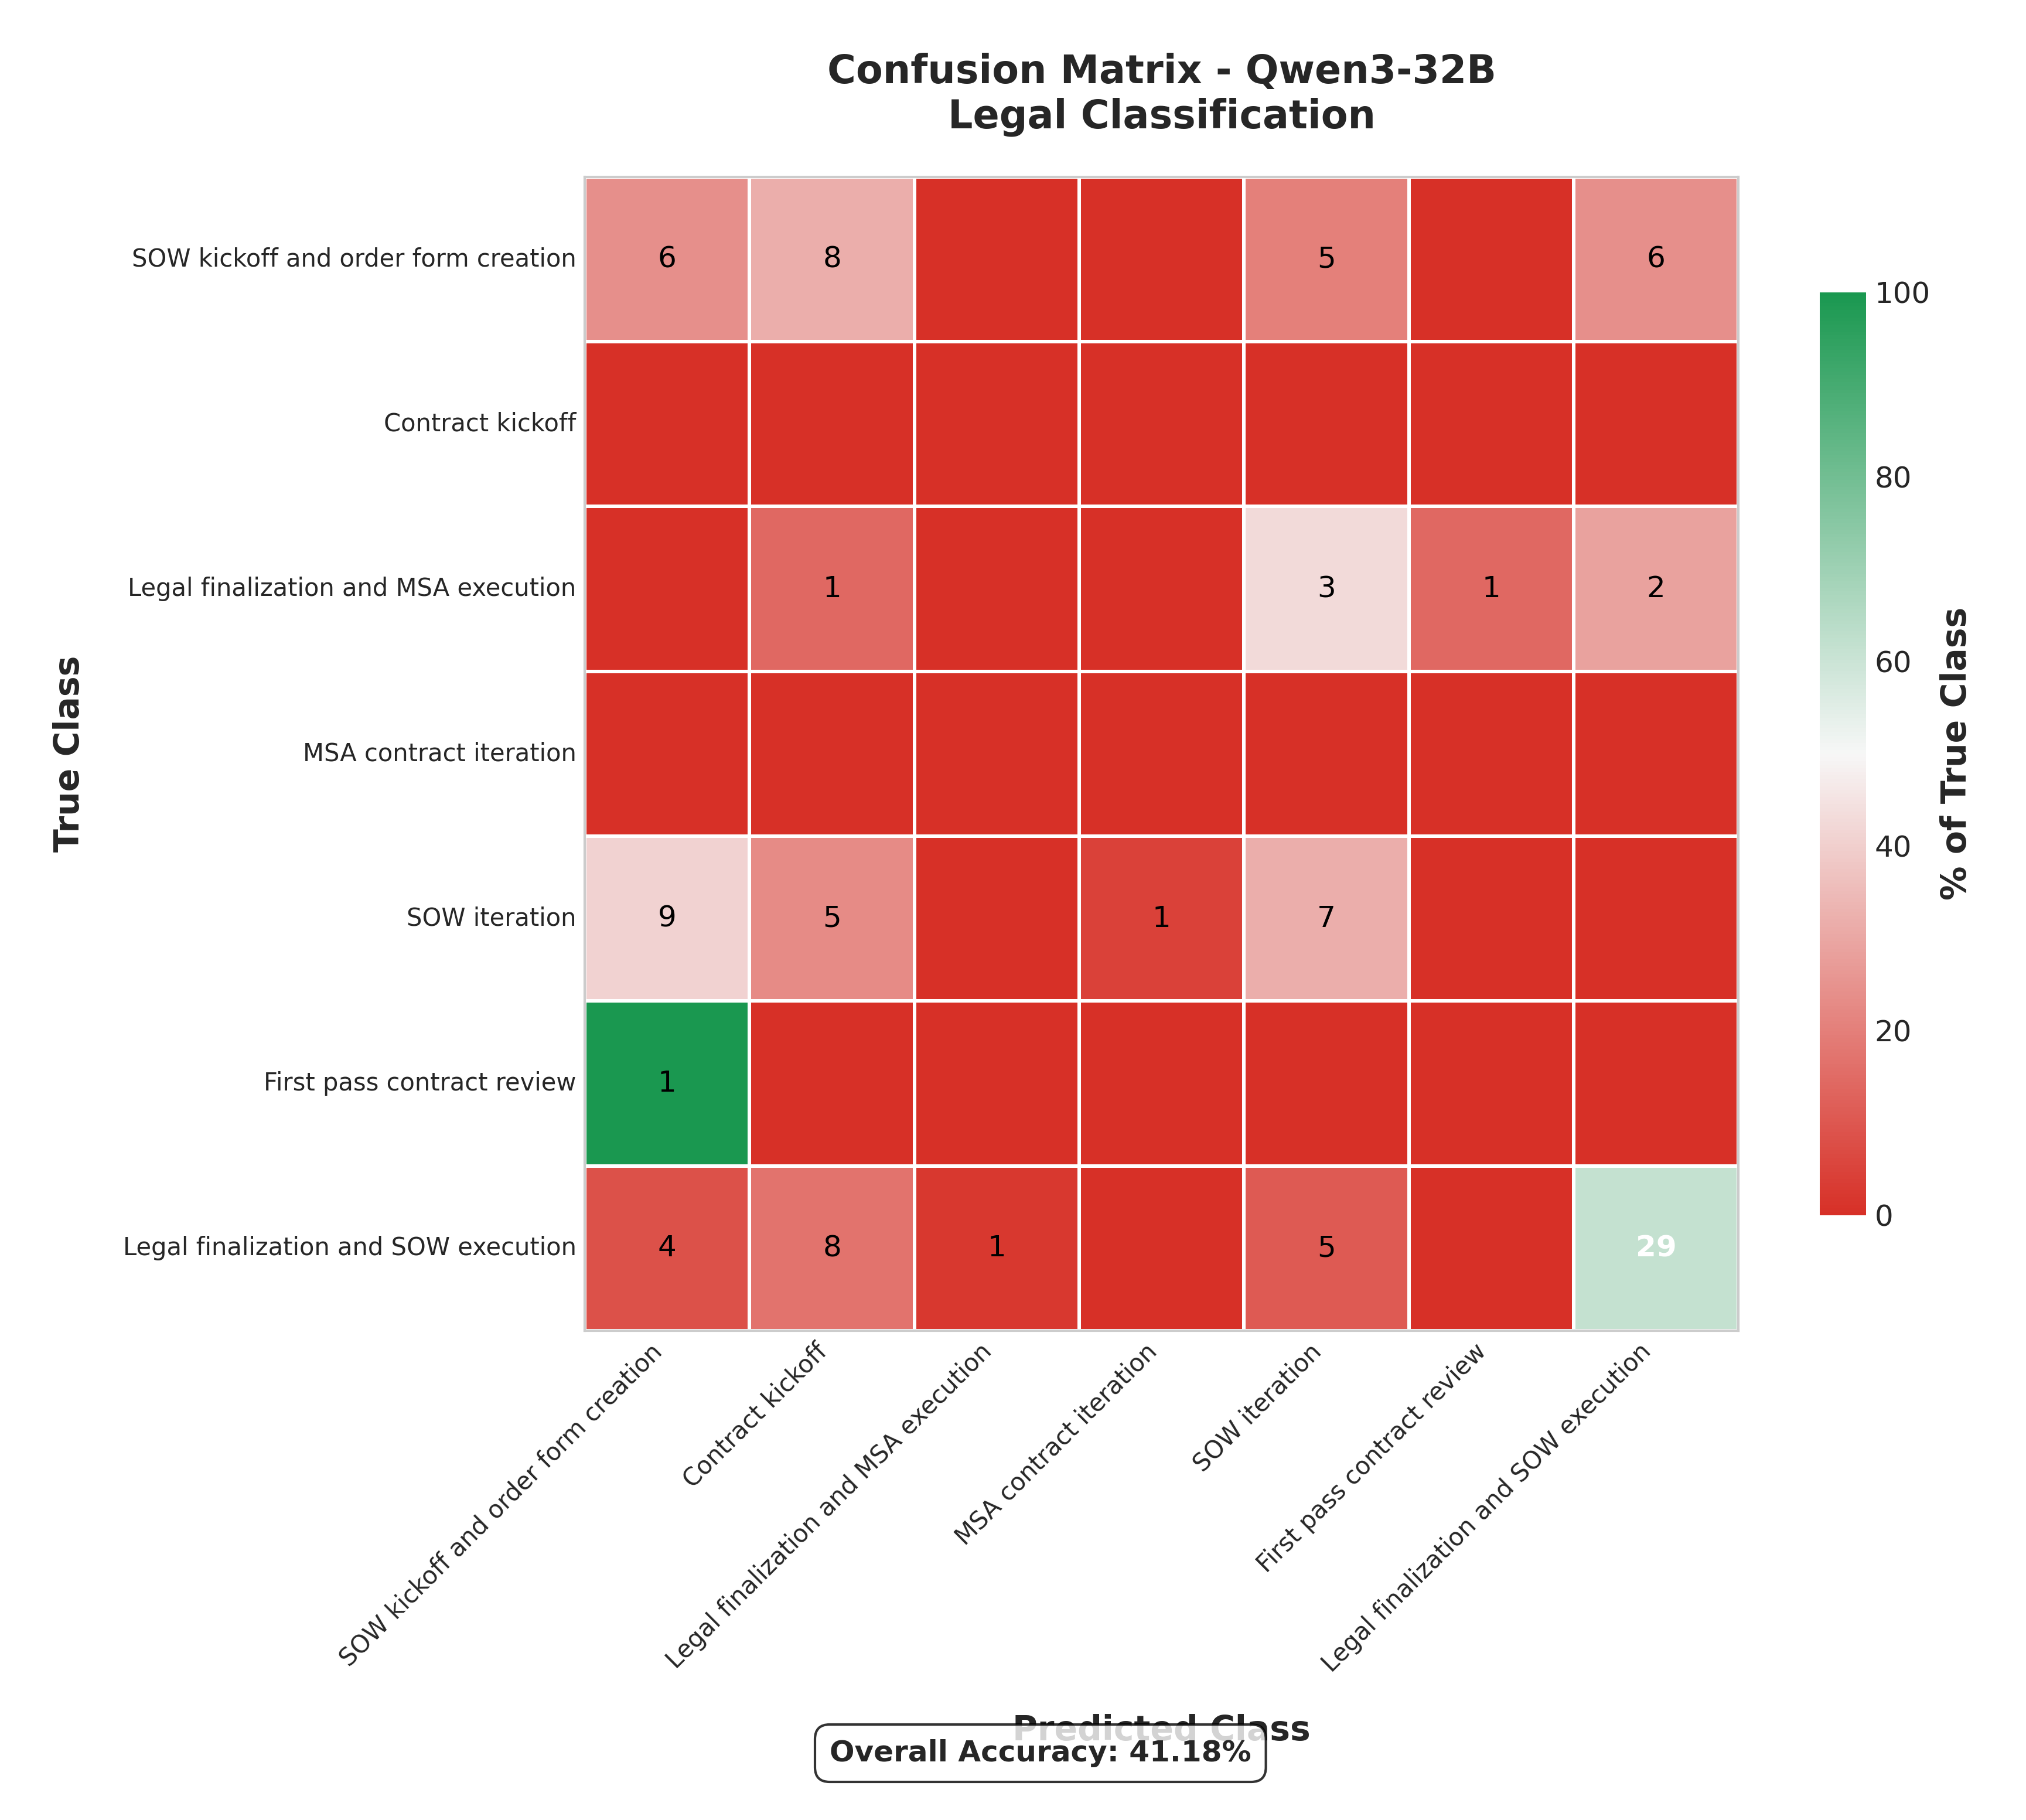 Confusion Matrix - Qwen3-32B
Legal Classification
True Class
SOW kickoff and order form creation 6 8 5 6
Contract kickoff
Legal finalization and MSA execution 1 3 1 2
MSA contract iteration
SOW iteration 9 5 1 7
First pass contract review 1
Legal finalization and SOW execution 4 8 1 5 29
SOW kickoff and order form creation
Contract kickoff
Legal finalization and MSA execution
MSA contract iteration
SOW iteration
First pass contract review
Legal finalization and SOW execution
100
80
60
40
20
0
% of True Class
Predicted Class
Overall Accuracy: 41.18%